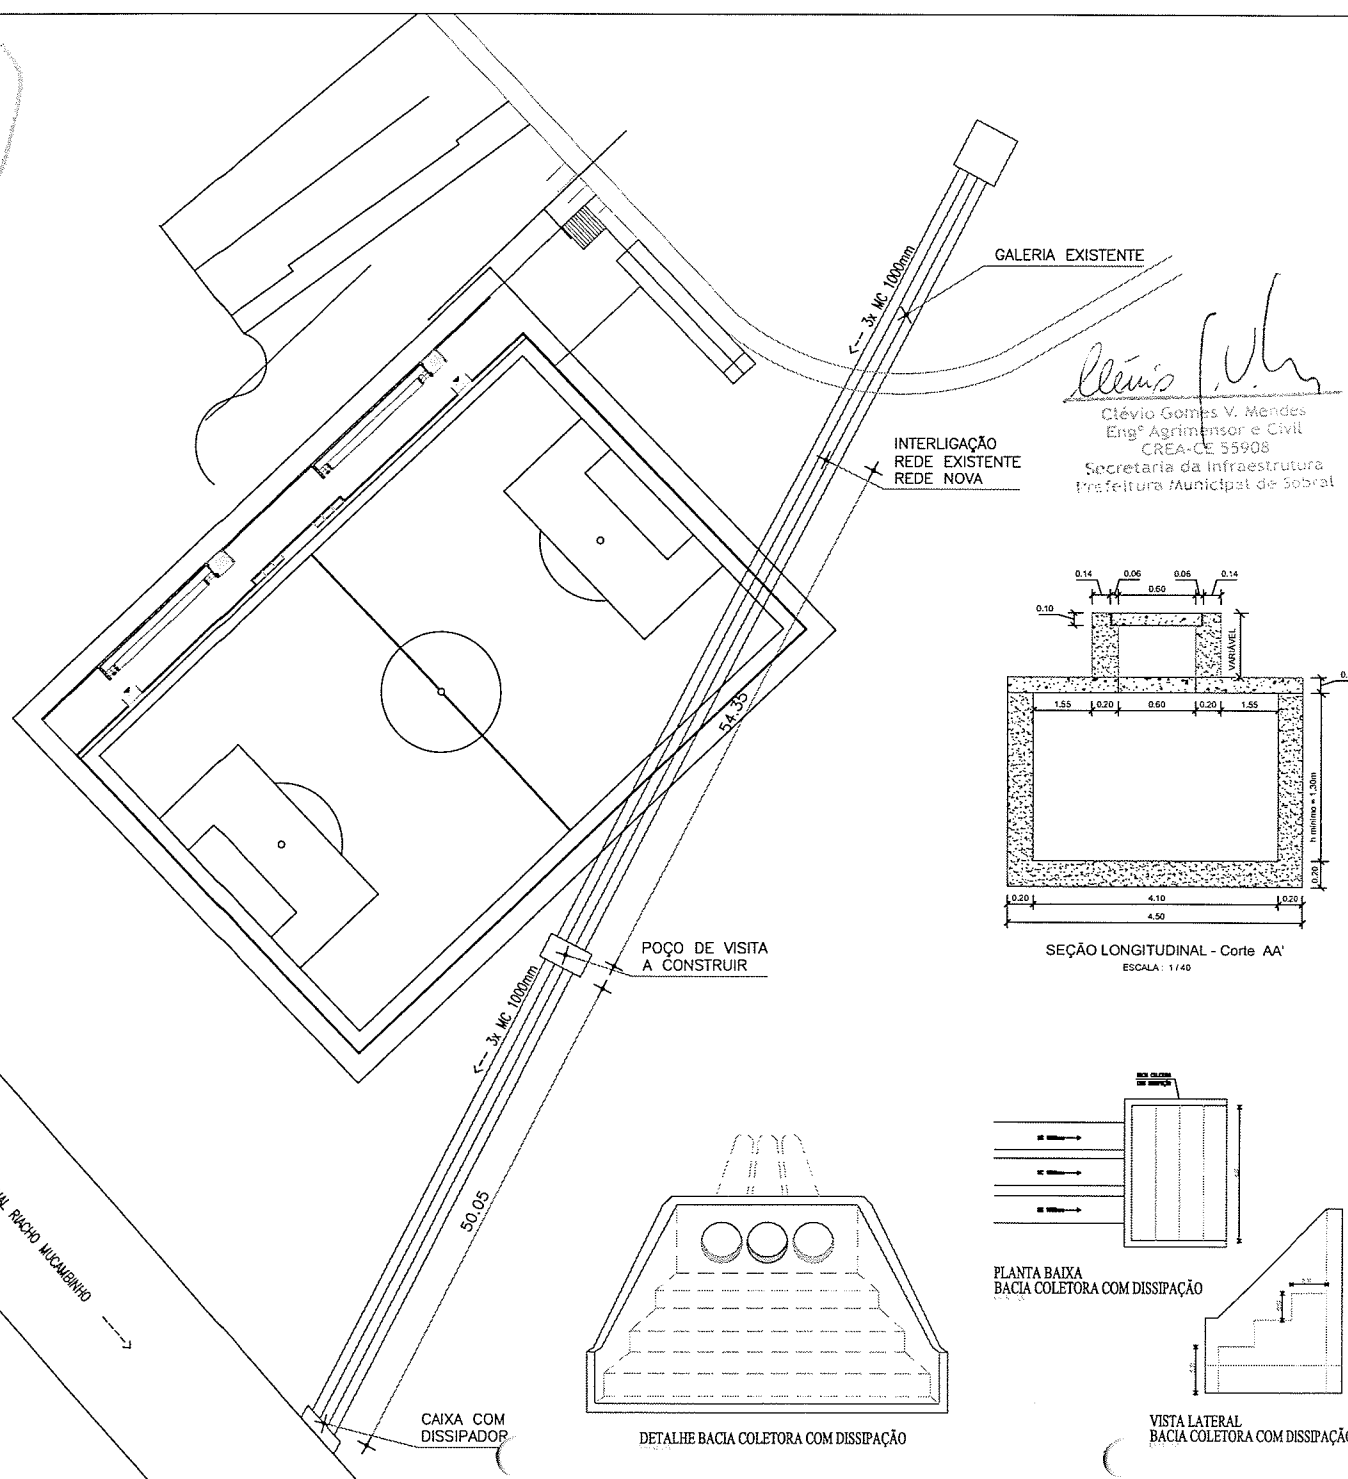 GALERIA EXISTENTE
<-- 3x MC 1000mm
Clévio Gomes V. Mendes
Engº Agrimensor e Civil
CREA-CE 55908
Secretaria da Infraestrutura
Prefeitura Municipal de Sobral
INTERLIGAÇÃO
REDE EXISTENTE
REDE NOVA
0.14 0.06 0.06 0.14
0.60
0.10
VARIÁVEL
1.55 0.20 0.60 0.20 1.55
h mínimo = 1,30m
0.20
0.20 4.10 0.20
4.50
SEÇÃO LONGITUDINAL - Corte AA'
ESCALA : 1 / 40
54.35
POÇO DE VISITA
A CONSTRUIR
<-- 3x MC 1000mm
50.05
RIACHO MUCAMBINHO -->
CAIXA COM
DISSIPADOR
DETALHE BACIA COLETORA COM DISSIPAÇÃO
PLANTA BAIXA
BACIA COLETORA COM DISSIPAÇÃO
VISTA LATERAL
BACIA COLETORA COM DISSIPAÇÃO